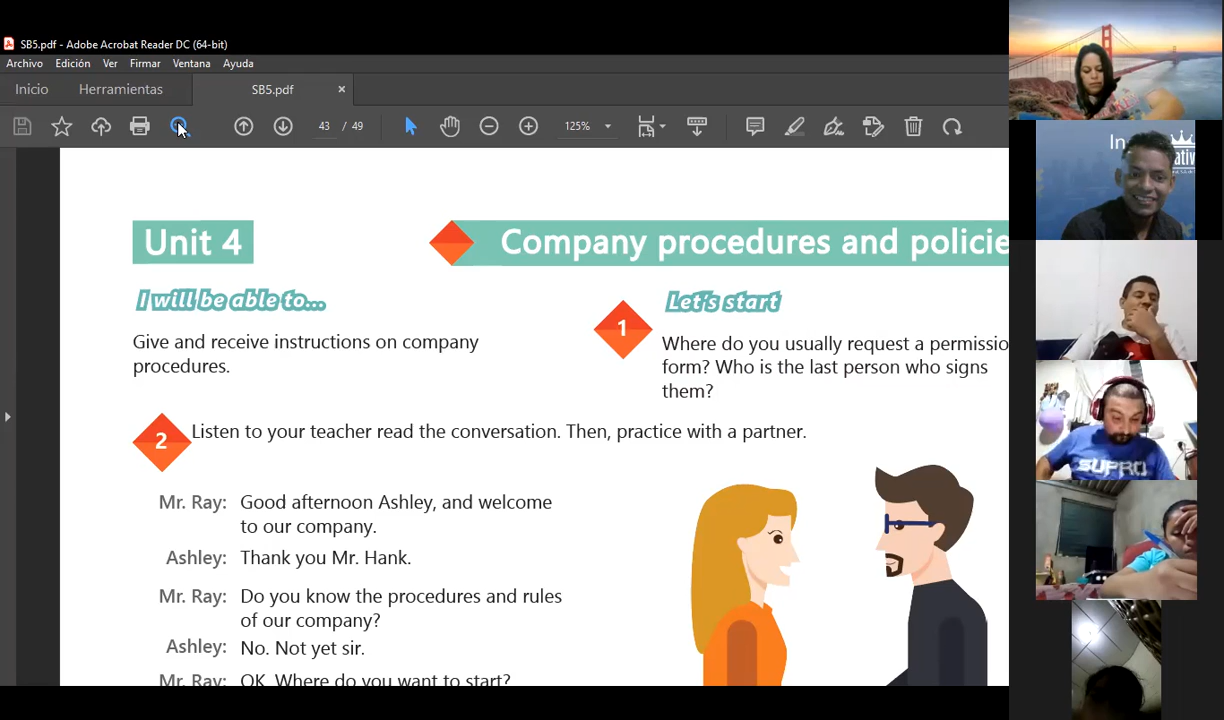 SB5.pdf - Adobe Acrobat Reader DC (64-bit)
Archivo Edición Ver Firmar Ventana Ayuda
Inicio Herramientas SB5.pdf ×
43 / 49 125%
Unit 4 Company procedures and policie
I will be able to...
Give and receive instructions on company
procedures.
Let's start
1
Where do you usually request a permissio
form? Who is the last person who signs
them?
2 Listen to your teacher read the conversation. Then, practice with a partner.
Mr. Ray: Good afternoon Ashley, and welcome
to our company.
Ashley: Thank you Mr. Hank.
Mr. Ray: Do you know the procedures and rules
of our company?
Ashley: No. Not yet sir.
Mr. Ray: OK. Where do you want to start?
In
ativ
SUPRO